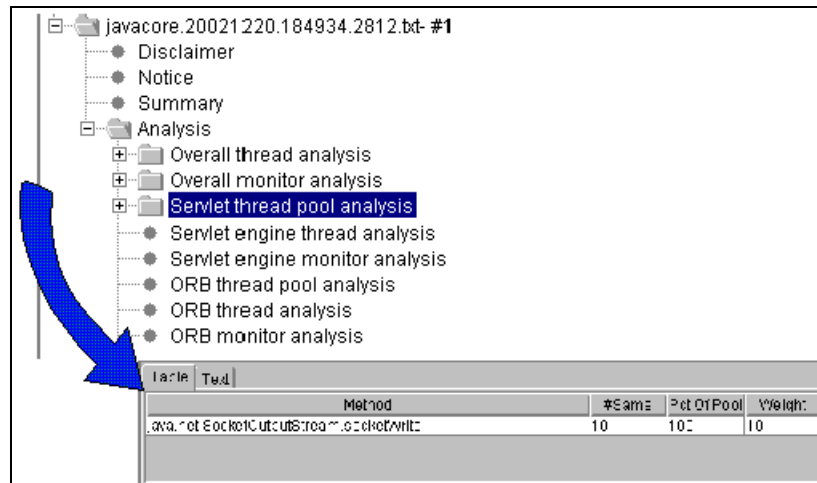 javacore.20021220.184934.2812.txt- #1
Disclaimer
Notice
Summary
Analysis
Overall thread analysis
Overall monitor analysis
Servlet thread pool analysis
Servlet engine thread analysis
Servlet engine monitor analysis
ORB thread pool analysis
ORB thread analysis
ORB monitor analysis
Table Text
Method #Same Pct Of Pool Weight
java.net.SocketOutputStream.socketWrite 10 100 10